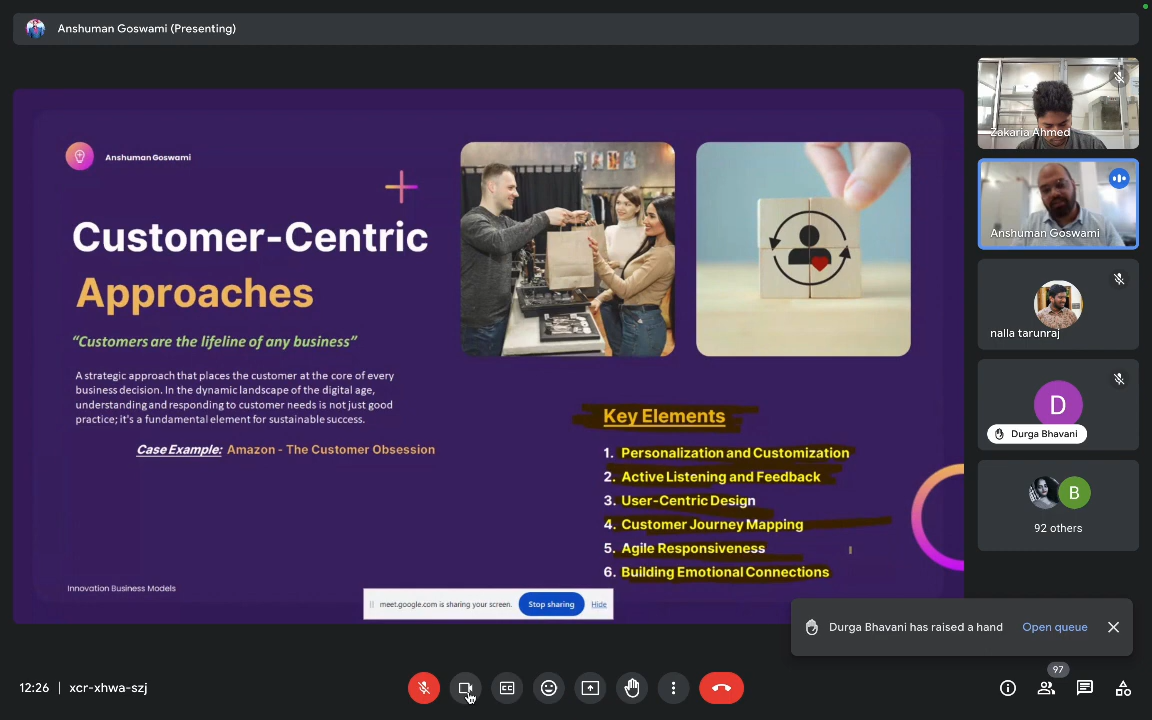 Anshuman Goswami (Presenting)
Anshuman Goswami
Customer-Centric
Approaches
“Customers are the lifeline of any business”
A strategic approach that places the customer at the core of every
business decision. In the dynamic landscape of the digital age,
understanding and responding to customer needs is not just good
practice; it's a fundamental element for sustainable success.
Case Example: Amazon - The Customer Obsession
Key Elements
1. Personalization and Customization
2. Active Listening and Feedback
3. User-Centric Design
4. Customer Journey Mapping
5. Agile Responsiveness
6. Building Emotional Connections
Innovation Business Models
meet.google.com is sharing your screen. Stop sharing Hide
Zakaria Ahmed
Anshuman Goswami
nalla tarunraj
D
Durga Bhavani
B
92 others
Durga Bhavani has raised a hand Open queue
12:26 | xcr-xhwa-szj
CC
97